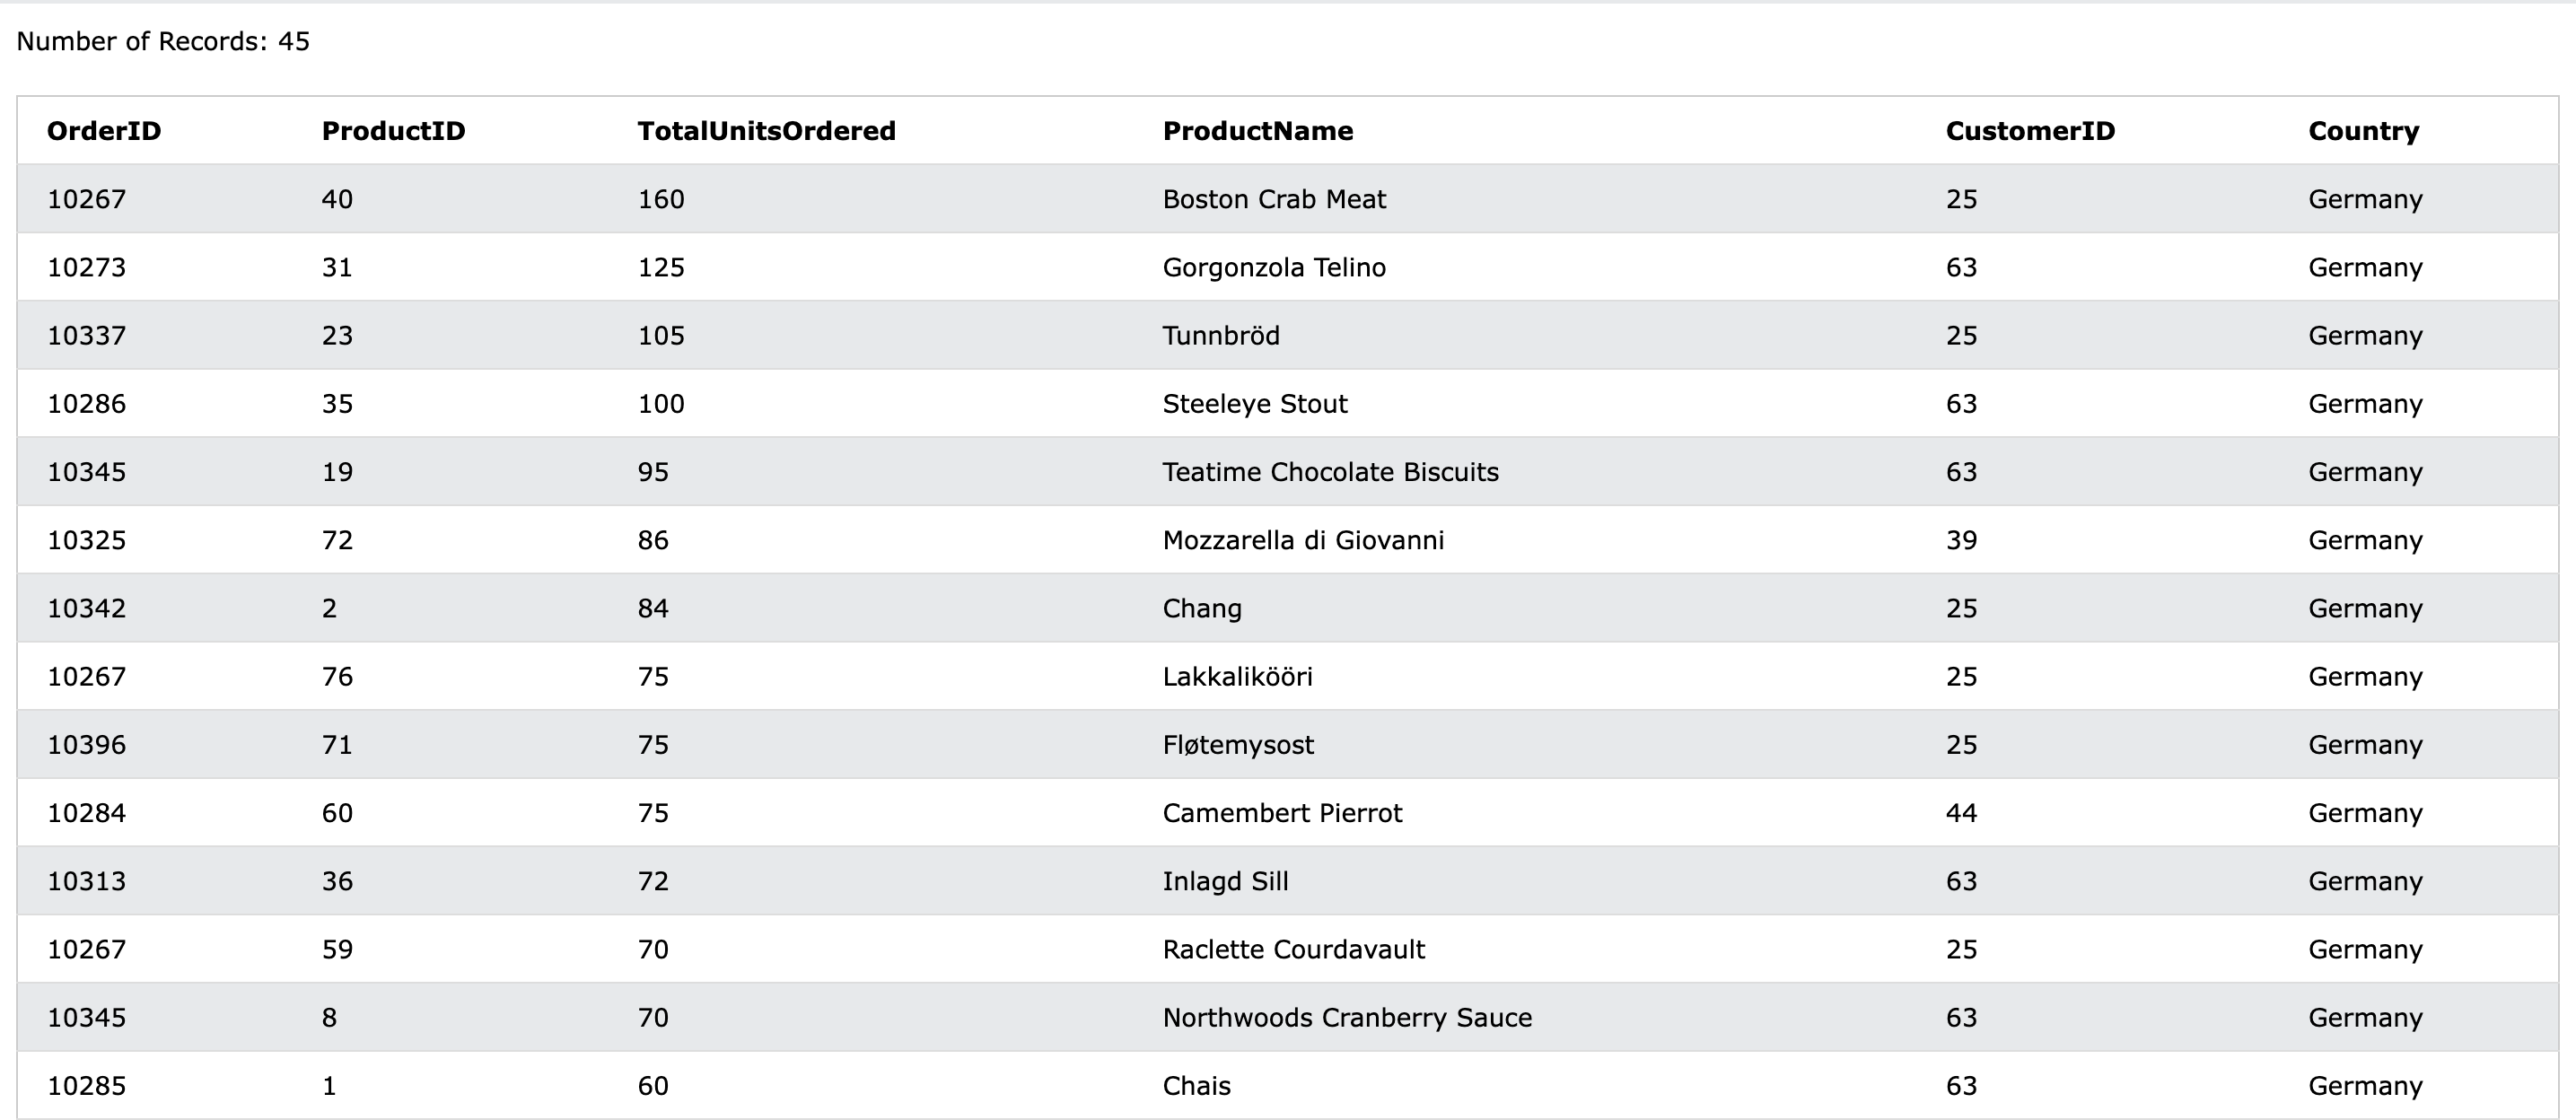 Number of Records: 45
OrderID ProductID TotalUnitsOrdered ProductName CustomerID Country
10267 40 160 Boston Crab Meat 25 Germany
10273 31 125 Gorgonzola Telino 63 Germany
10337 23 105 Tunnbröd 25 Germany
10286 35 100 Steeleye Stout 63 Germany
10345 19 95 Teatime Chocolate Biscuits 63 Germany
10325 72 86 Mozzarella di Giovanni 39 Germany
10342 2 84 Chang 25 Germany
10267 76 75 Lakkalikööri 25 Germany
10396 71 75 Fløtemysost 25 Germany
10284 60 75 Camembert Pierrot 44 Germany
10313 36 72 Inlagd Sill 63 Germany
10267 59 70 Raclette Courdavault 25 Germany
10345 8 70 Northwoods Cranberry Sauce 63 Germany
10285 1 60 Chais 63 Germany